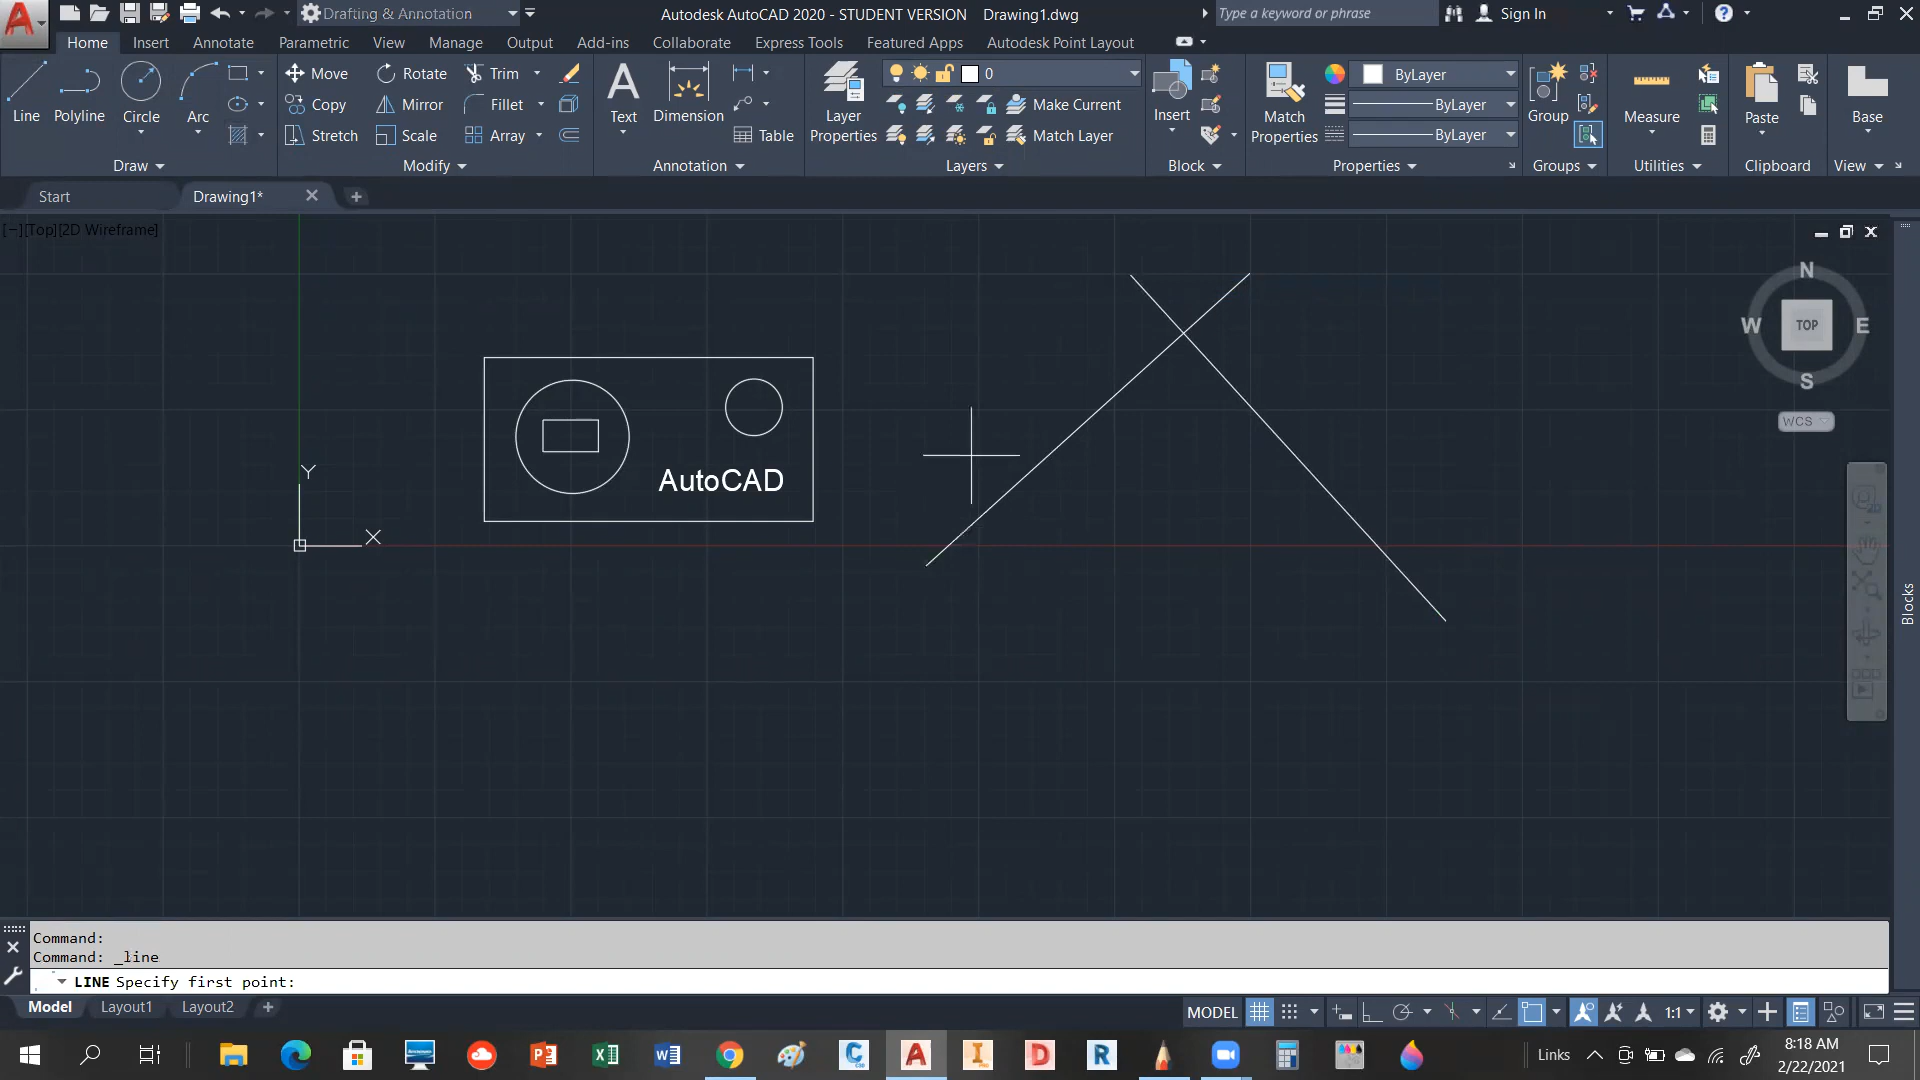 Drafting & Annotation
Autodesk AutoCAD 2020 - STUDENT VERSION Drawing1.dwg
Type a keyword or phrase
Sign In
Home Insert Annotate Parametric View Manage Output Add-ins Collaborate Express Tools Featured Apps Autodesk Point Layout
Line Polyline Circle Arc
Move Rotate Trim
Copy Mirror Fillet
Stretch Scale Array
Text Dimension Table
Layer Properties
0
Make Current
Match Layer
Insert
Match Properties
ByLayer
ByLayer
ByLayer
Group
Measure
Paste
Base
Draw Modify Annotation Layers Block Properties Groups Utilities Clipboard View
Start Drawing1*
[−][Top][2D Wireframe]
N
W TOP E
S
WCS
AutoCAD
Y
X
Blocks
Command:
Command: _line
LINE Specify first point:
Model Layout1 Layout2
MODEL 1:1
Links
8:18 AM
2/22/2021